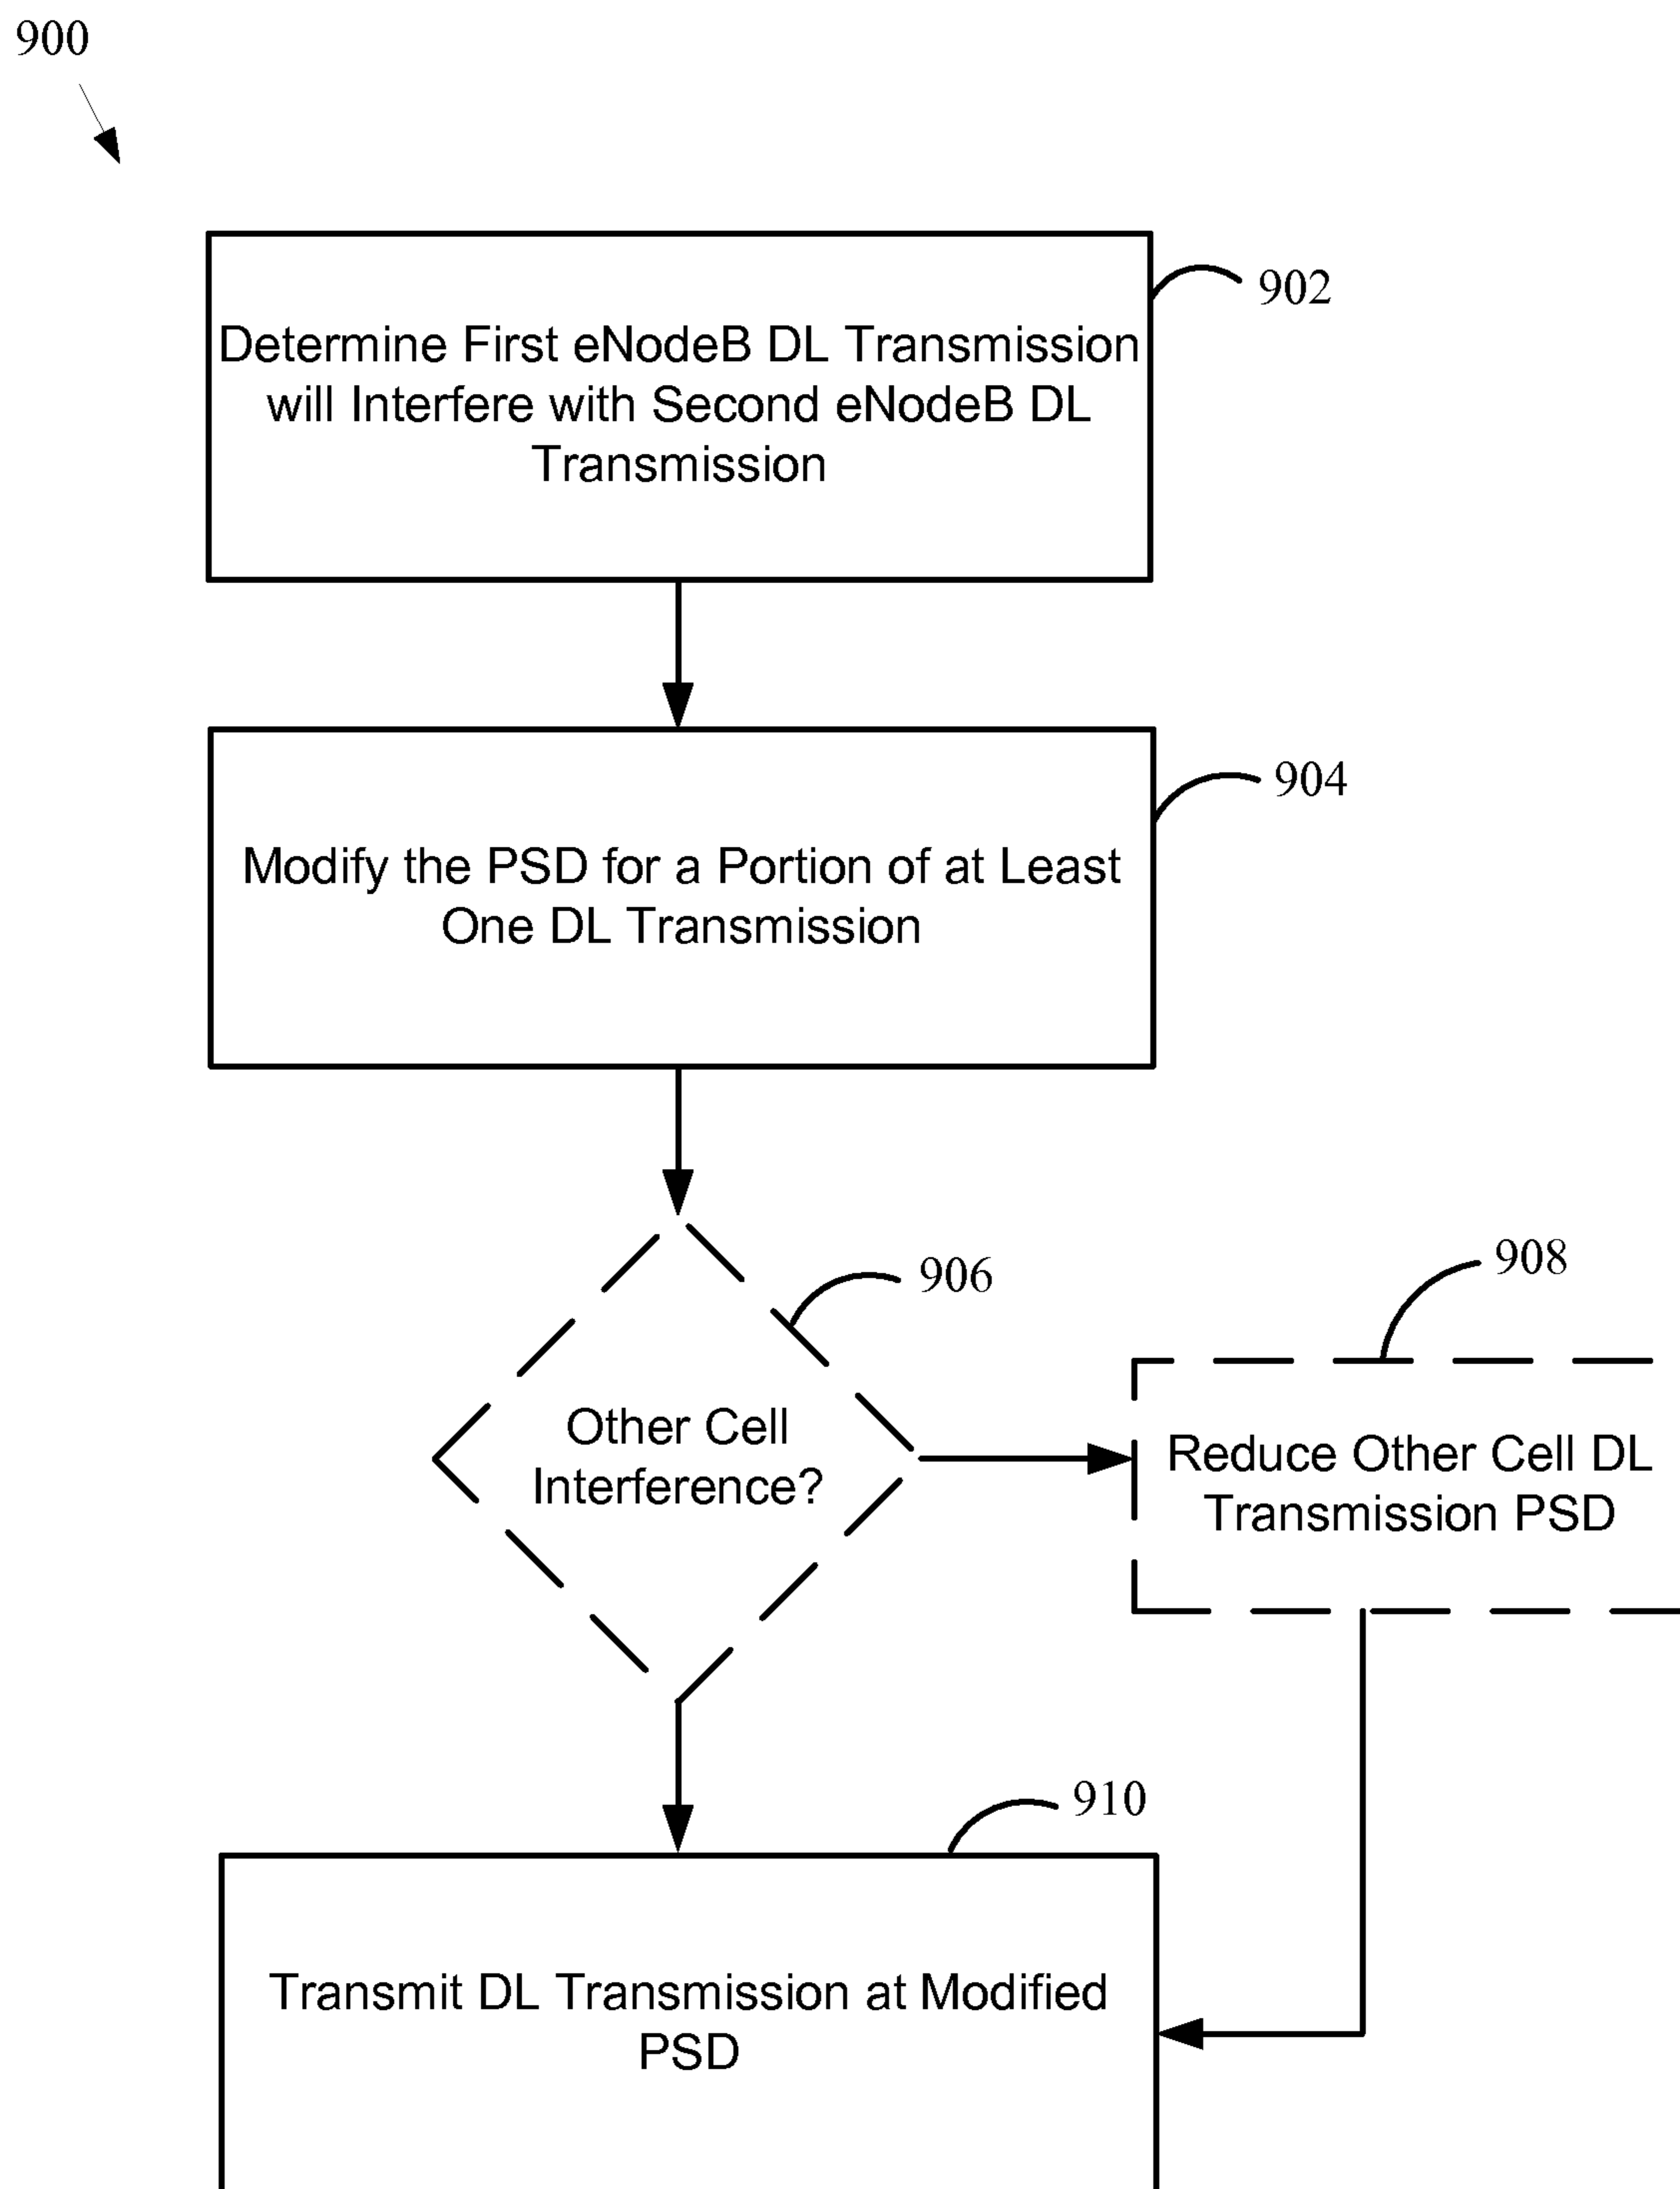 900
902
Determine First eNodeB DL Transmission
will Interfere with Second eNodeB DL
Transmission
904
Modify the PSD for a Portion of at Least
One DL Transmission
906
908
Other Cell
Interference?
Reduce Other Cell DL
Transmission PSD
910
Transmit DL Transmission at Modified
PSD